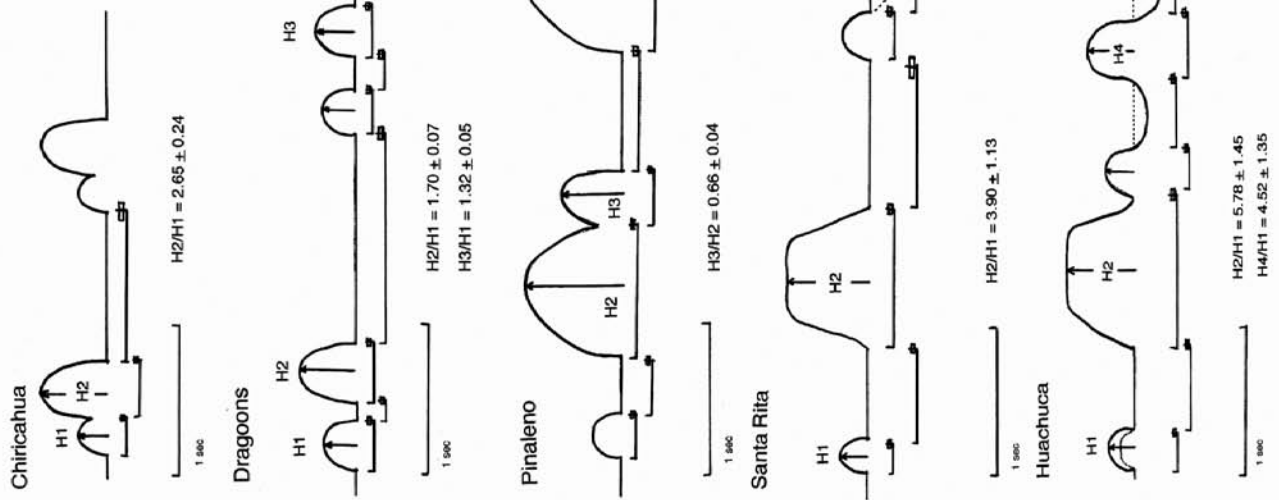 Chiricahua
H1
H2
H2/H1 = 2.65 ± 0.24
1 sec
Dragoons
H1
H2
H3
H2/H1 = 1.70 ± 0.07
H3/H1 = 1.32 ± 0.05
1 sec
Pinaleno
H2
H3
H3/H2 = 0.66 ± 0.04
1 sec
Santa Rita
H1
H2
H2/H1 = 3.90 ± 1.13
1 sec
Huachuca
H1
H2
H4
H2/H1 = 5.78 ± 1.45
H4/H1 = 4.52 ± 1.35
1 sec